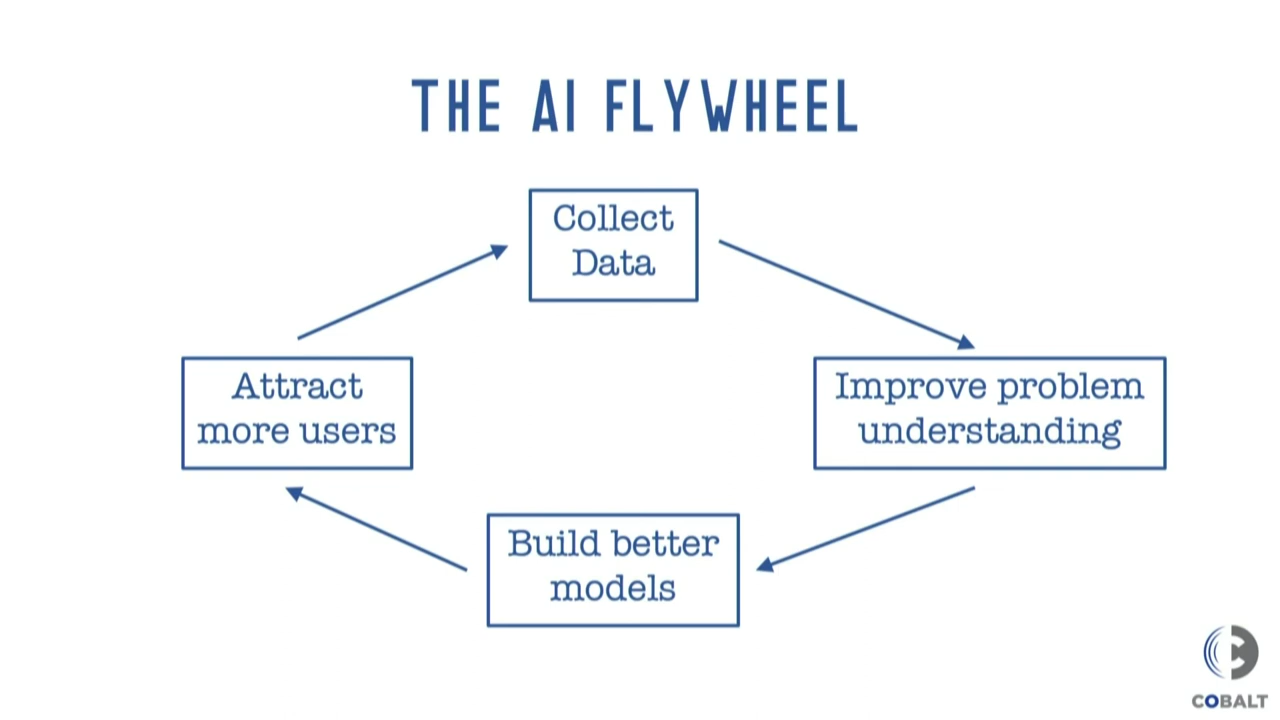 THE AI FLYWHEEL
Collect
Data
Attract
more users
Improve problem
understanding
Build better
models
C
COBALT